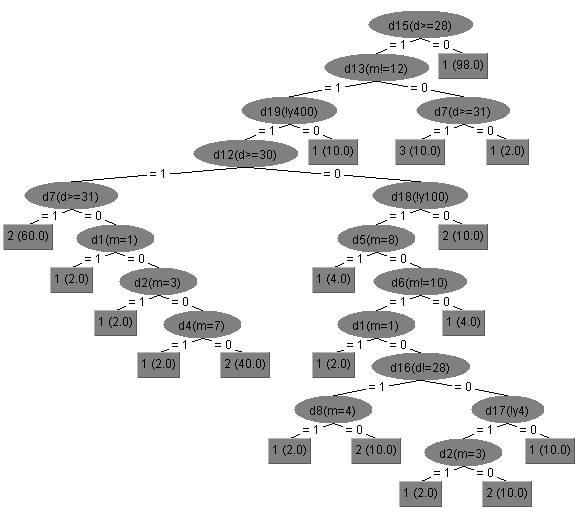 d15(d>=28)
= 1 = 0
d13(m!=12) 1 (98.0)
= 1 = 0
d19(!y400) d7(d>=31)
= 1 = 0 = 1 = 0
d12(d>=30) 1 (10.0) 3 (10.0) 1 (2.0)
= 1 = 0
d7(d>=31) d18(!y100)
= 1 = 0 = 1 = 0
2 (60.0) d1(m=1) d5(m=8) 2 (10.0)
= 1 = 0 = 1 = 0
1 (2.0) d2(m=3) 1 (4.0) d6(m!=10)
= 1 = 0 = 1 = 0
1 (2.0) d4(m=7) d1(m=1) 1 (4.0)
= 1 = 0 = 1 = 0
1 (2.0) 2 (40.0) 1 (2.0) d16(d!=28)
= 1 = 0
d8(m=4) d17(!y4)
= 1 = 0 = 1 = 0
1 (2.0) 2 (10.0) d2(m=3) 1 (10.0)
= 1 = 0
1 (2.0) 2 (10.0)